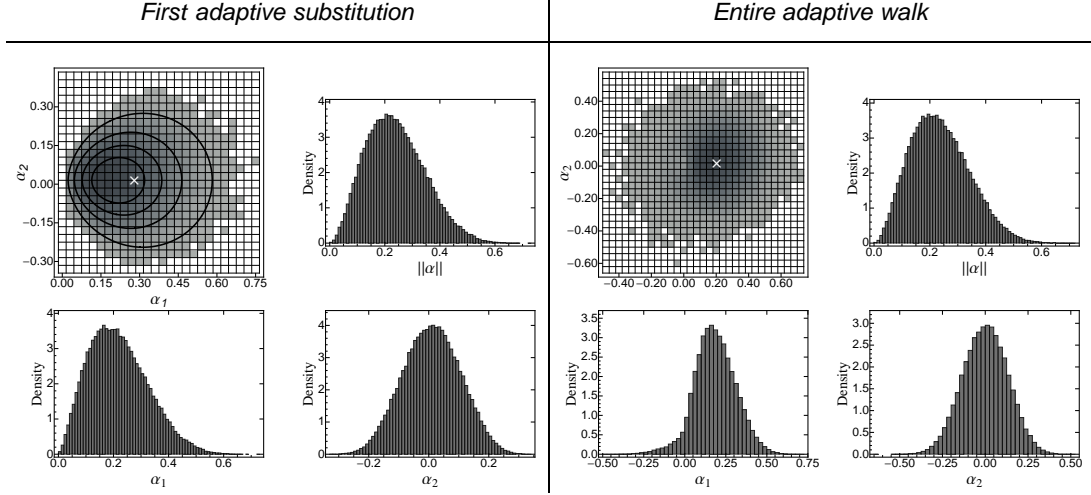 First adaptive substitution
Entire adaptive walk
0.30
0.15
0.00
−0.15
−0.30
α2
0.00 0.15 0.30 0.45 0.60 0.75
α1
4
3
2
1
0
Density
0.0 0.2 0.4 0.6
||α||
0.40
0.20
0.00
−0.20
−0.40
−0.60
α2
−0.40 −0.20 0.00 0.20 0.40 0.60
4
3
2
1
0
Density
0.0 0.2 0.4 0.6
||α||
4
3
2
1
0
Density
0.0 0.2 0.4 0.6
α1
4
3
2
1
0
Density
−0.2 0.0 0.2
α2
3.5
3.0
2.5
2.0
1.5
1.0
0.5
0.0
Density
−0.50 −0.25 0.00 0.25 0.50 0.75
α1
3.0
2.5
2.0
1.5
1.0
0.5
0.0
Density
−0.50 −0.25 0.00 0.25 0.50
α2